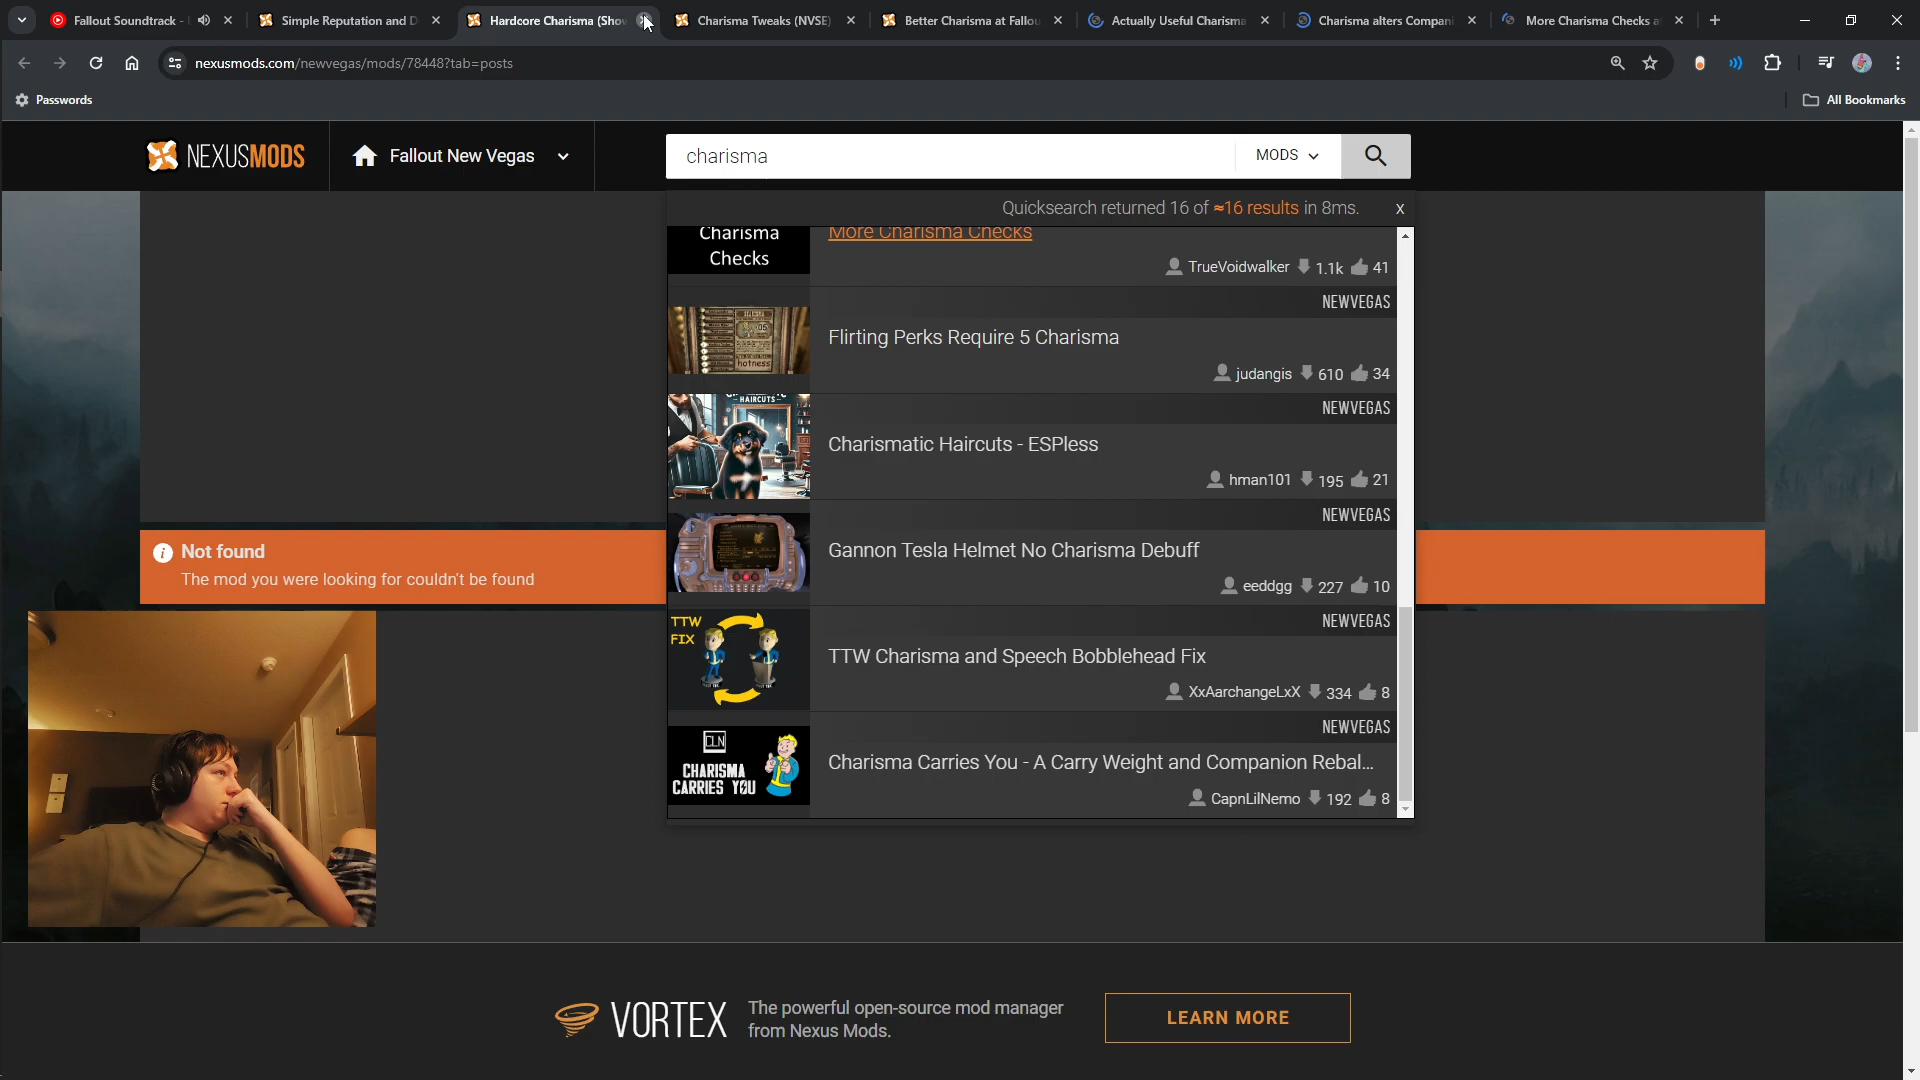 Fallout Soundtrack -
Simple Reputation and D
Hardcore Charisma (Sho
Charisma Tweaks (NVSE)
Better Charisma at Fallou
Actually Useful Charisma
Charisma alters Compani
More Charisma Checks a
nexusmods.com/newvegas/mods/78448?tab=posts
Passwords
All Bookmarks
NEXUSMODS
Fallout New Vegas
charisma
MODS
Quicksearch returned 16 of ≈16 results in 8ms.
X
Charisma
Checks
More Charisma Checks
TrueVoidwalker 1.1k 41
NEWVEGAS
Flirting Perks Require 5 Charisma
hotness
judangis 610 34
NEWVEGAS
HAIRCUTS
Charismatic Haircuts - ESPless
hman101 195 21
NEWVEGAS
Gannon Tesla Helmet No Charisma Debuff
eeddgg 227 10
NEWVEGAS
TTW
FIX
TTW Charisma and Speech Bobblehead Fix
XxAarchangeLxX 334 8
NEWVEGAS
CLN
CHARISMA
CARRIES YOU
Charisma Carries You - A Carry Weight and Companion Rebal...
CapnLilNemo 192 8
Not found
The mod you were looking for couldn't be found
VORTEX
The powerful open-source mod manager
from Nexus Mods.
LEARN MORE